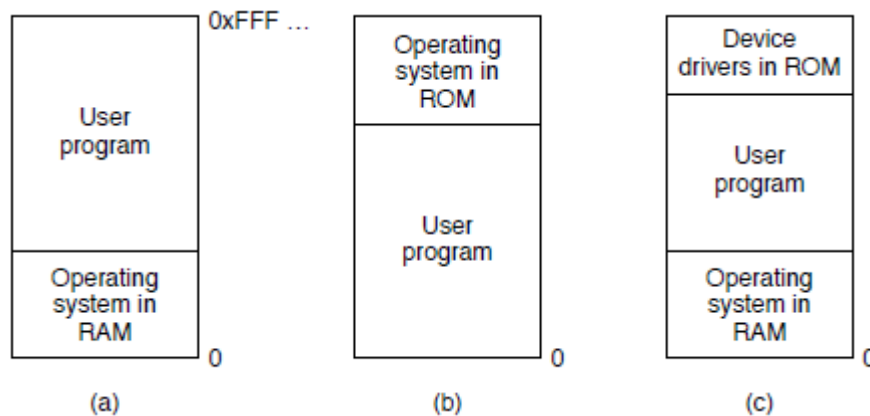 0xFFF ...
User
program
Operating
system in
RAM
0
(a)
Operating
system in
ROM
User
program
0
(b)
Device
drivers in ROM
User
program
Operating
system in
RAM
0
(c)